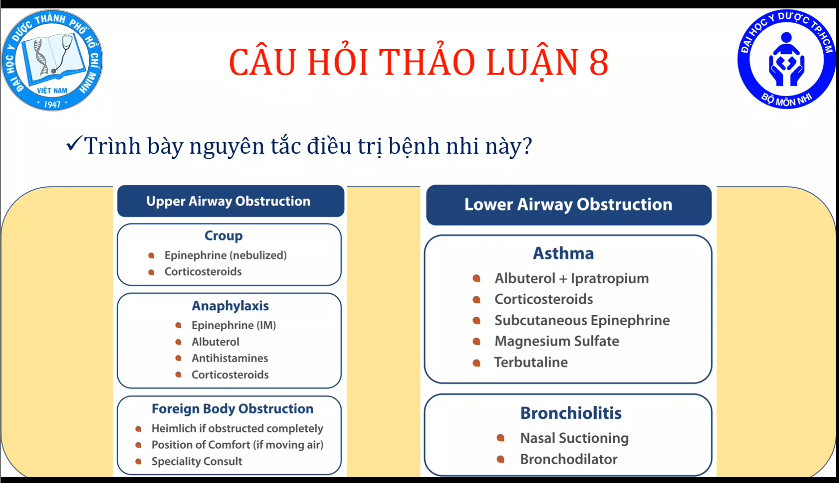 ĐẠI HỌC Y DƯỢC THÀNH PHỐ HỒ CHÍ MINH
VIỆT NAM
1947
CÂU HỎI THẢO LUẬN 8
ĐẠI HỌC Y DƯỢC TP.HCM
BỘ MÔN NHI
✓Trình bày nguyên tắc điều trị bệnh nhi này?
Upper Airway Obstruction
Croup
Epinephrine (nebulized)
Corticosteroids
Anaphylaxis
Epinephrine (IM)
Albuterol
Antihistamines
Corticosteroids
Foreign Body Obstruction
Heimlich if obstructed completely
Position of Comfort (if moving air)
Speciality Consult
Lower Airway Obstruction
Asthma
Albuterol + Ipratropium
Corticosteroids
Subcutaneous Epinephrine
Magnesium Sulfate
Terbutaline
Bronchiolitis
Nasal Suctioning
Bronchodilator